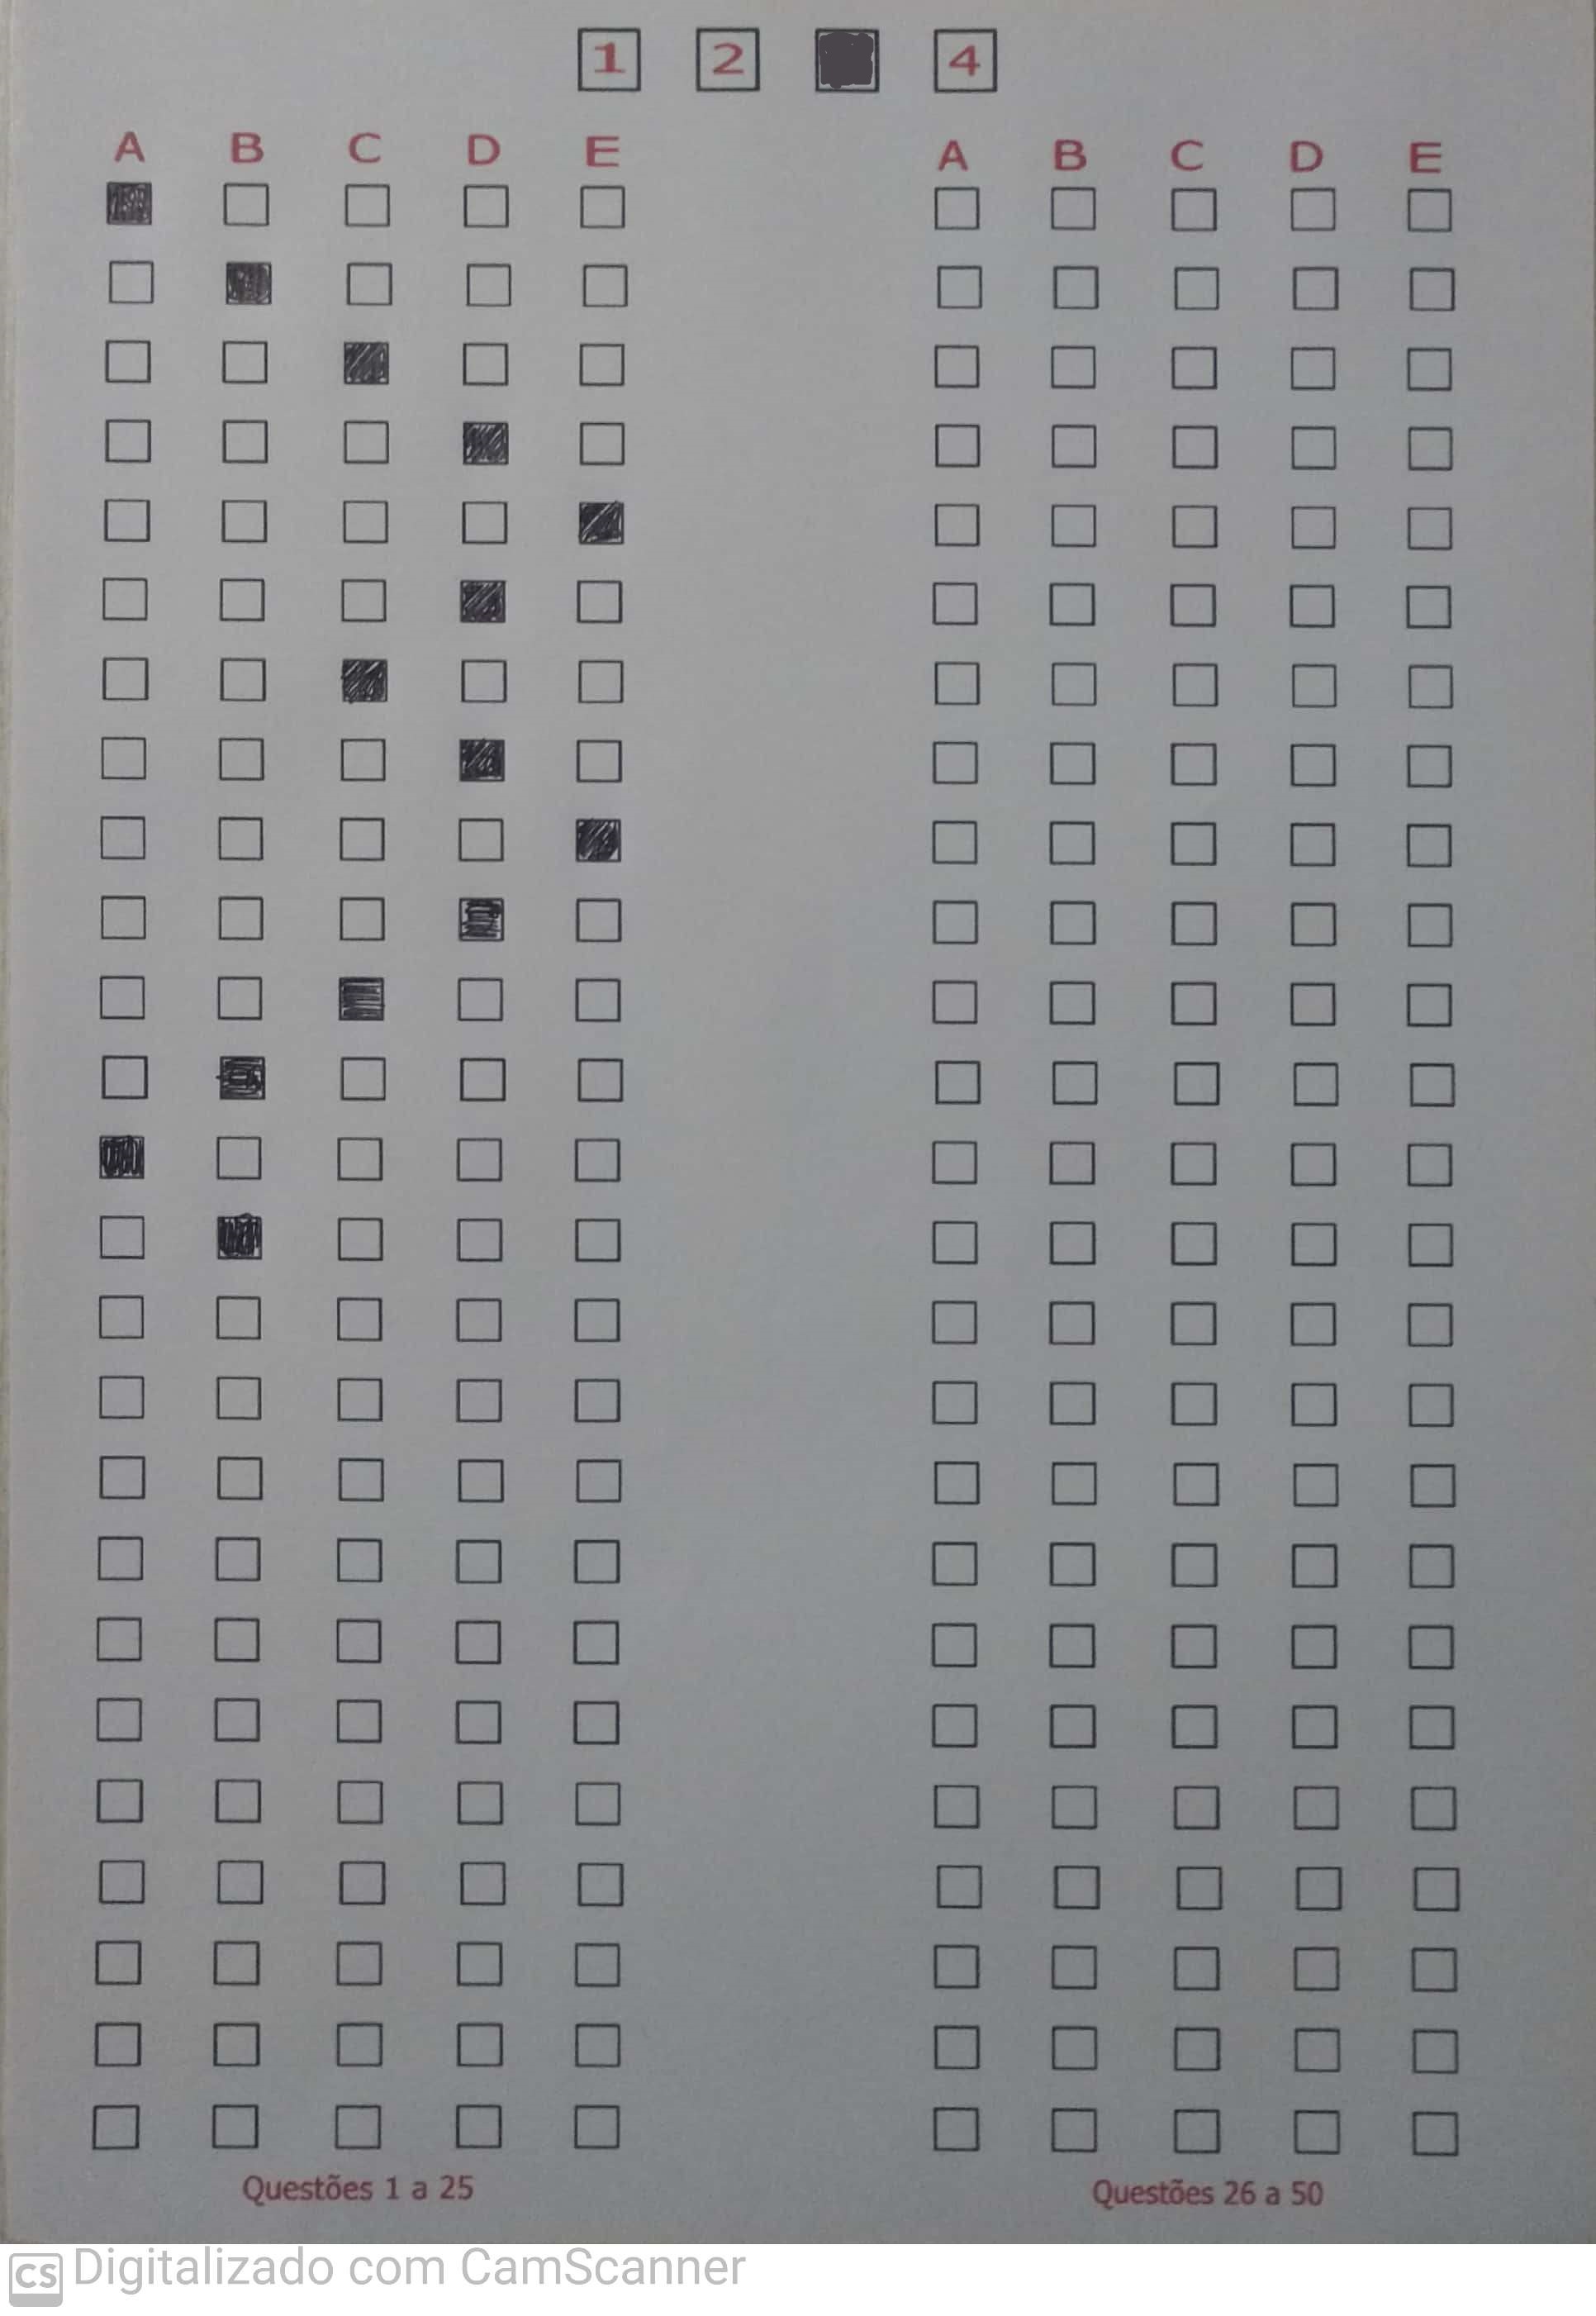 1 2 4
A B C D E A B C D E
Questões 1 a 25 Questões 26 a 50
cs Digitalizado com CamScanner